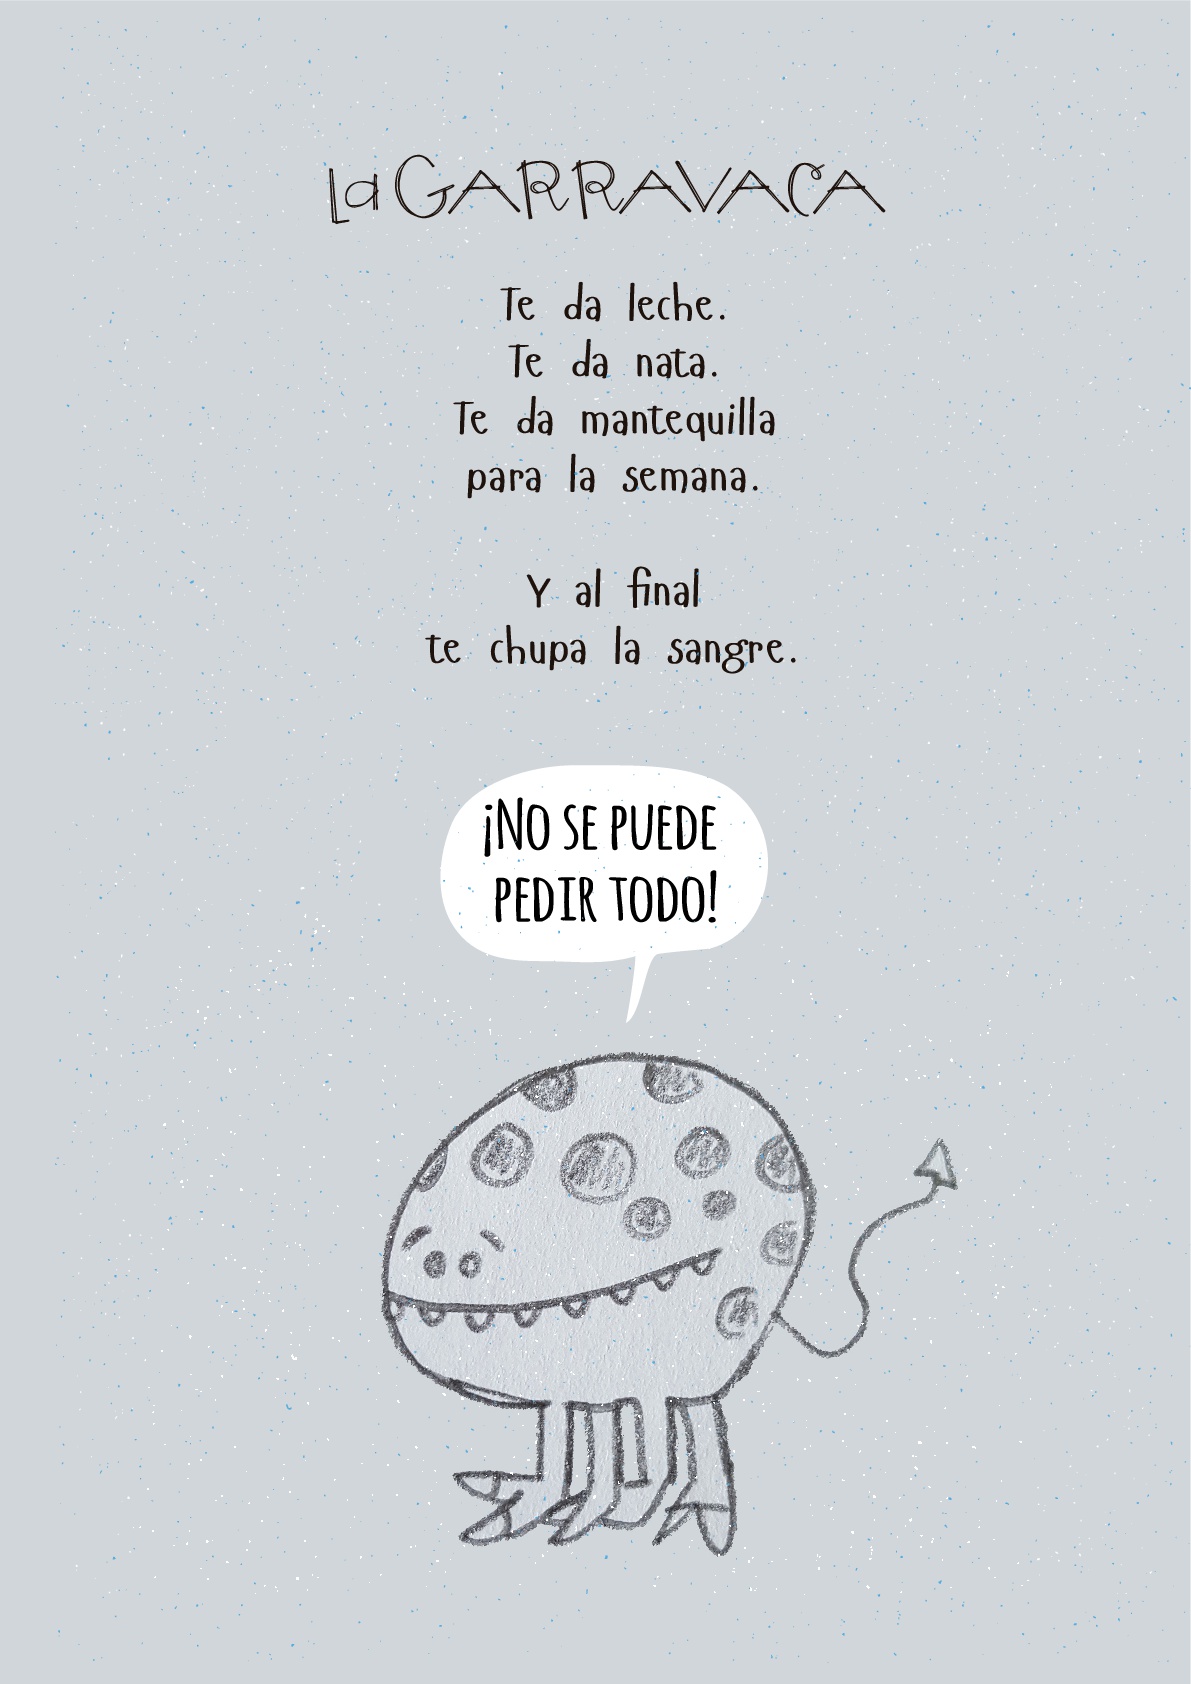 La GARRAVACA
Te da leche.
Te da nata.
Te da mantequilla
para la semana.
Y al final
te chupa la sangre.
¡NO SE PUEDE
PEDIR TODO!